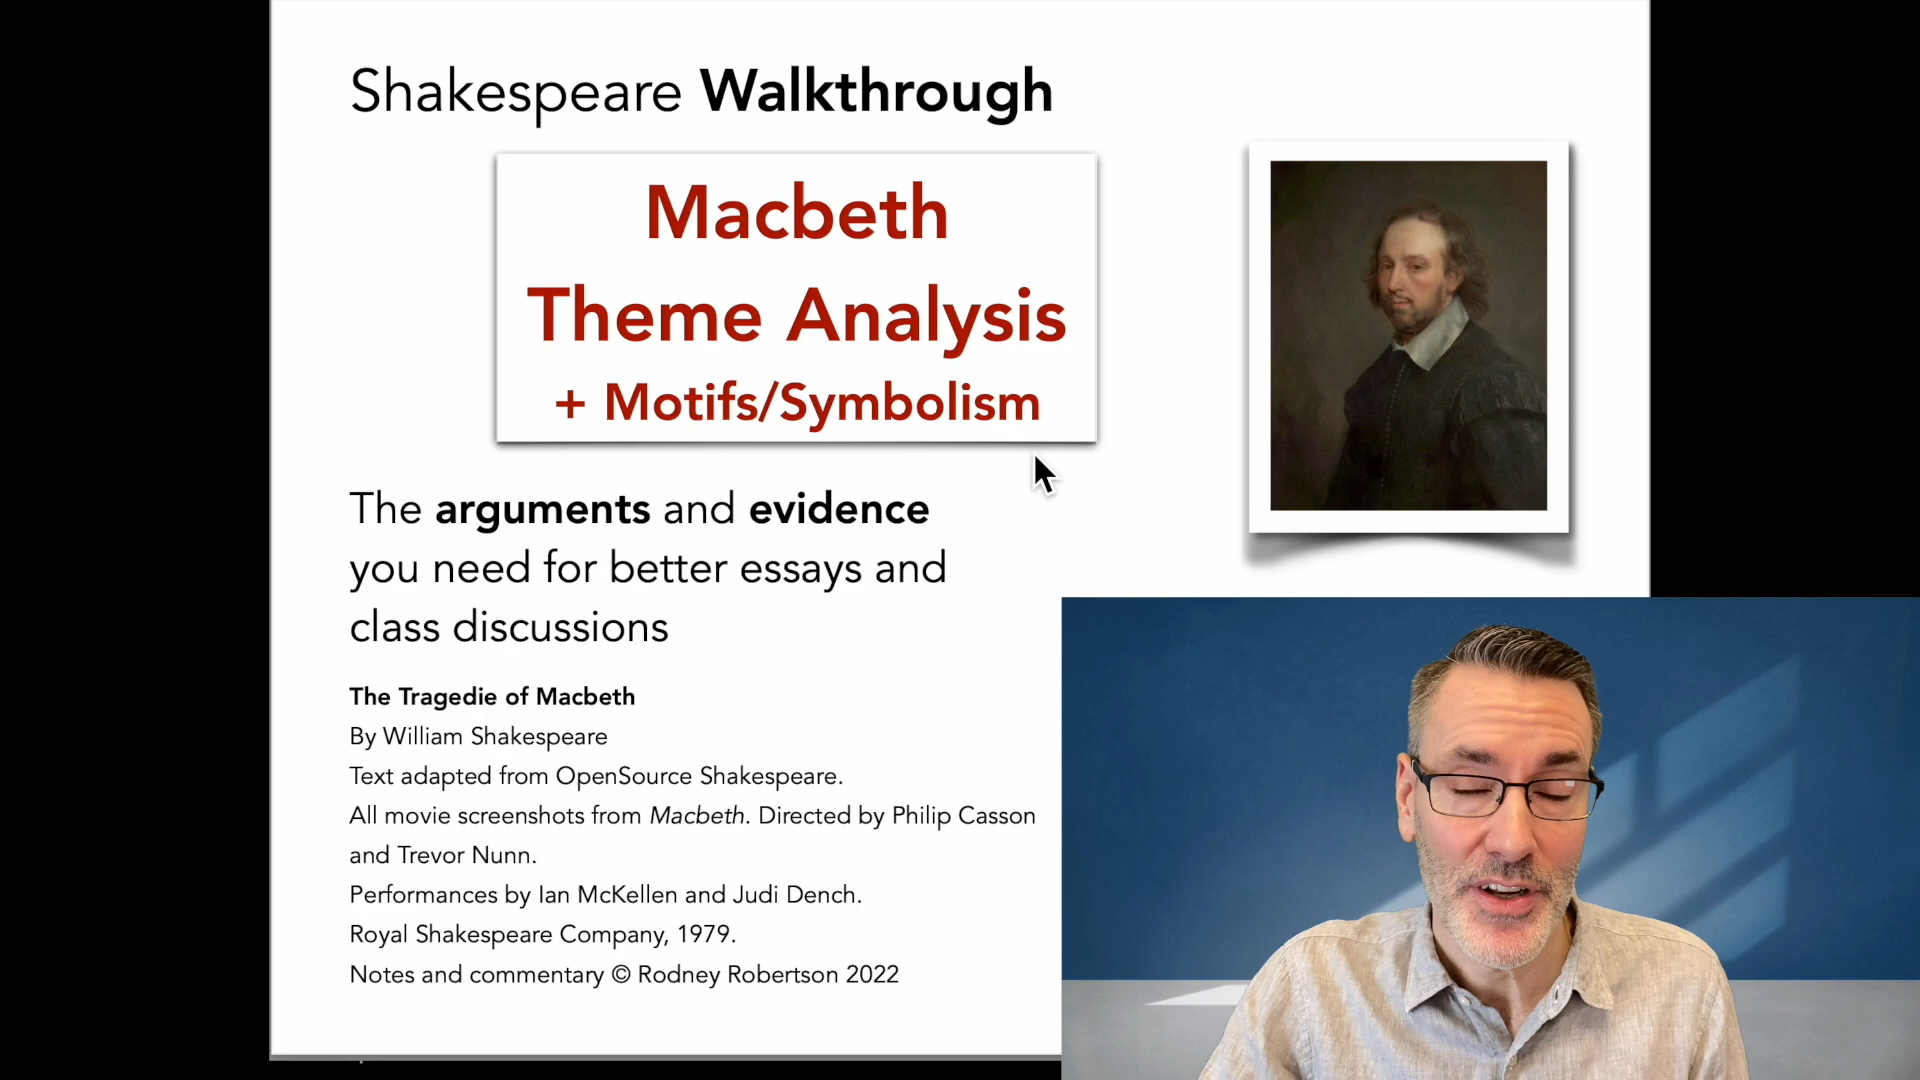 Shakespeare Walkthrough
Macbeth
Theme Analysis
+ Motifs/Symbolism
The arguments and evidence
you need for better essays and
class discussions
The Tragedie of Macbeth
By William Shakespeare
Text adapted from OpenSource Shakespeare.
All movie screenshots from Macbeth. Directed by Philip Casson
and Trevor Nunn.
Performances by Ian McKellen and Judi Dench.
Royal Shakespeare Company, 1979.
Notes and commentary © Rodney Robertson 2022